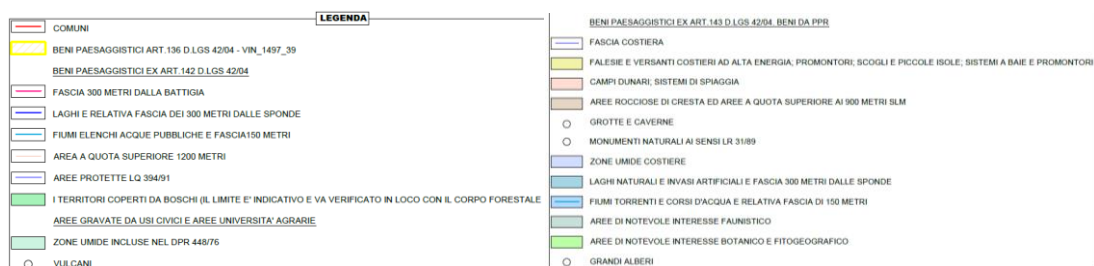 LEGENDA
COMUNI
BENI PAESAGGISTICI ART.136 D.LGS 42/04 - VIN_1497_39
BENI PAESAGGISTICI EX ART.142 D.LGS 42/04
FASCIA 300 METRI DALLA BATTIGIA
LAGHI E RELATIVA FASCIA DEI 300 METRI DALLE SPONDE
FIUMI ELENCHI ACQUE PUBBLICHE E FASCIA150 METRI
AREA A QUOTA SUPERIORE 1200 METRI
AREE PROTETTE LQ 394/91
I TERRITORI COPERTI DA BOSCHI (IL LIMITE E' INDICATIVO E VA VERIFICATO IN LOCO CON IL CORPO FORESTALE
AREE GRAVATE DA USI CIVICI E AREE UNIVERSITA' AGRARIE
ZONE UMIDE INCLUSE NEL DPR 448/76
VULCANI
BENI PAESAGGISTICI EX ART.143 D.LGS 42/04. BENI DA PPR
FASCIA COSTIERA
FALESIE E VERSANTI COSTIERI AD ALTA ENERGIA; PROMONTORI; SCOGLI E PICCOLE ISOLE; SISTEMI A BAIE E PROMONTORI
CAMPI DUNARI; SISTEMI DI SPIAGGIA
AREE ROCCIOSE DI CRESTA ED AREE A QUOTA SUPERIORE AI 900 METRI SLM
GROTTE E CAVERNE
MONUMENTI NATURALI AI SENSI LR 31/89
ZONE UMIDE COSTIERE
LAGHI NATURALI E INVASI ARTIFICIALI E FASCIA 300 METRI DALLE SPONDE
FIUMI TORRENTI E CORSI D'ACQUA E RELATIVA FASCIA DI 150 METRI
AREE DI NOTEVOLE INTERESSE FAUNISTICO
AREE DI NOTEVOLE INTERESSE BOTANICO E FITOGEOGRAFICO
GRANDI ALBERI